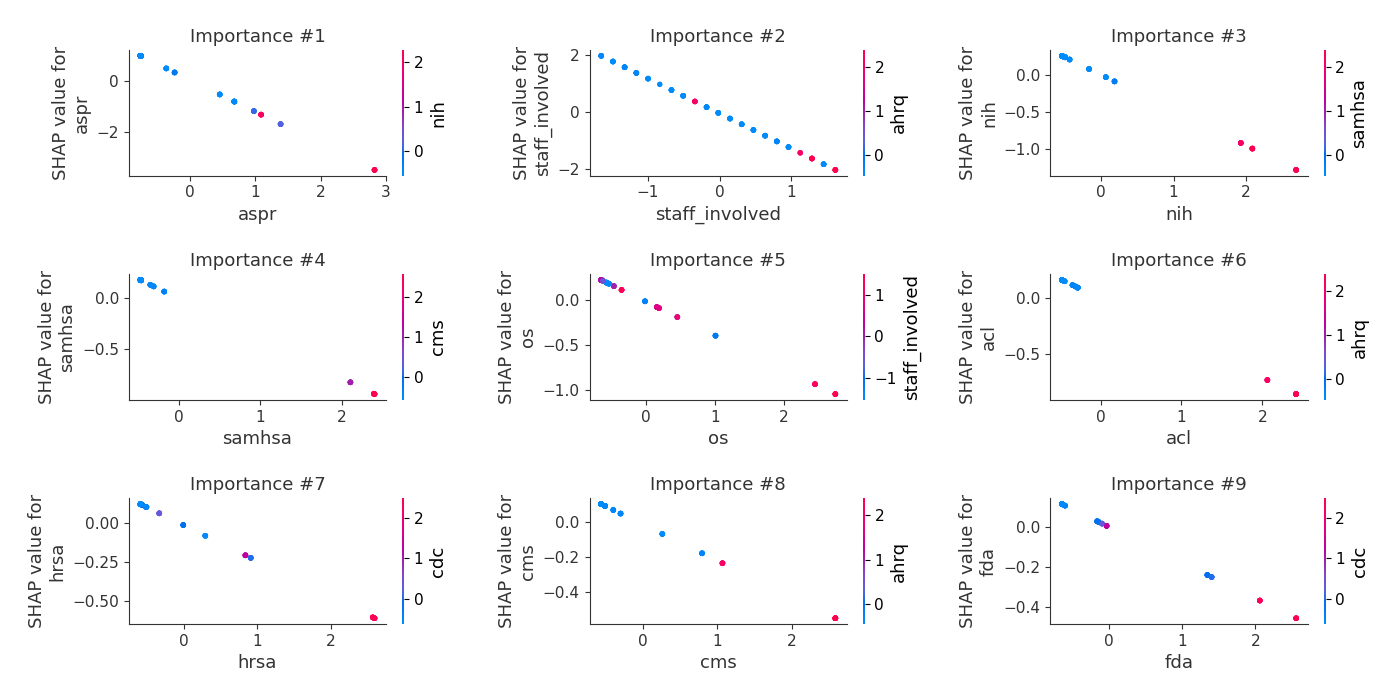 Importance #1
SHAP value for
aspr
0
−2
0
1
2
3
aspr
2
1
0
nih
Importance #2
SHAP value for
staff_involved
2
0
−2
−1
0
1
staff_involved
2
1
0
ahrq
Importance #3
SHAP value for
nih
0.0
−0.5
−1.0
0
1
2
nih
2
1
0
samhsa
Importance #4
SHAP value for
samhsa
0.0
−0.5
0
1
2
samhsa
2
1
0
cms
Importance #5
SHAP value for
os
0.0
−0.5
−1.0
0
1
2
os
1
0
−1
staff_involved
Importance #6
SHAP value for
acl
0.0
−0.5
0
1
2
acl
2
1
0
ahrq
Importance #7
SHAP value for
hrsa
0.00
−0.25
−0.50
0
1
2
hrsa
2
1
0
cdc
Importance #8
SHAP value for
cms
0.0
−0.2
−0.4
0
1
2
cms
2
1
0
ahrq
Importance #9
SHAP value for
fda
0.0
−0.2
−0.4
0
1
2
fda
2
1
0
cdc